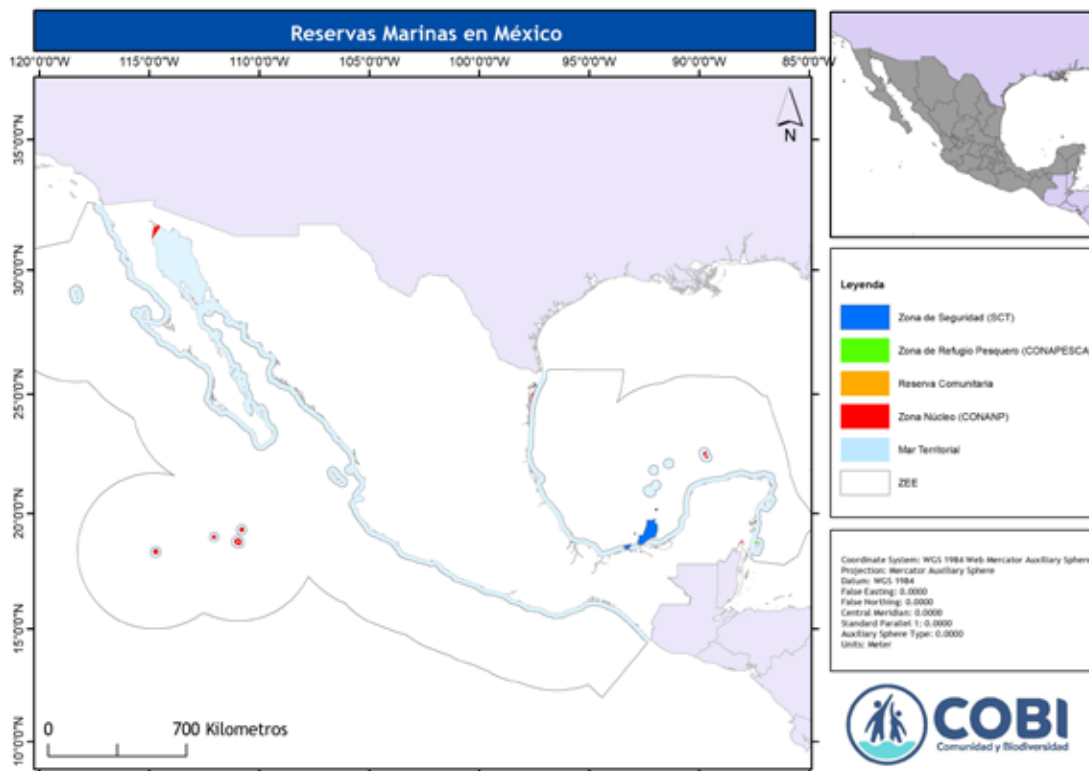 Reservas Marinas en México
120°0'0"W 115°0'0"W 110°0'0"W 105°0'0"W 100°0'0"W 95°0'0"W 90°0'0"W 85°0'0"W
35°0'0"N
30°0'0"N
25°0'0"N
20°0'0"N
15°0'0"N
10°0'0"N
N
0 700 Kilometros
Leyenda
Zona de Seguridad (SCT)
Zona de Refugio Pesquero (CONAPESCA)
Reserva Comunitaria
Zona Núcleo (CONANP)
Mar Territorial
ZEE
Coordinate System: WGS 1984 Web Mercator Auxiliary Sphere
Projection: Mercator Auxiliary Sphere
Datum: WGS 1984
False Easting: 0.0000
False Northing: 0.0000
Central Meridian: 0.0000
Standard Parallel 1: 0.0000
Auxiliary Sphere Type: 0.0000
Units: Meter
COBI
Comunidad y Biodiversidad